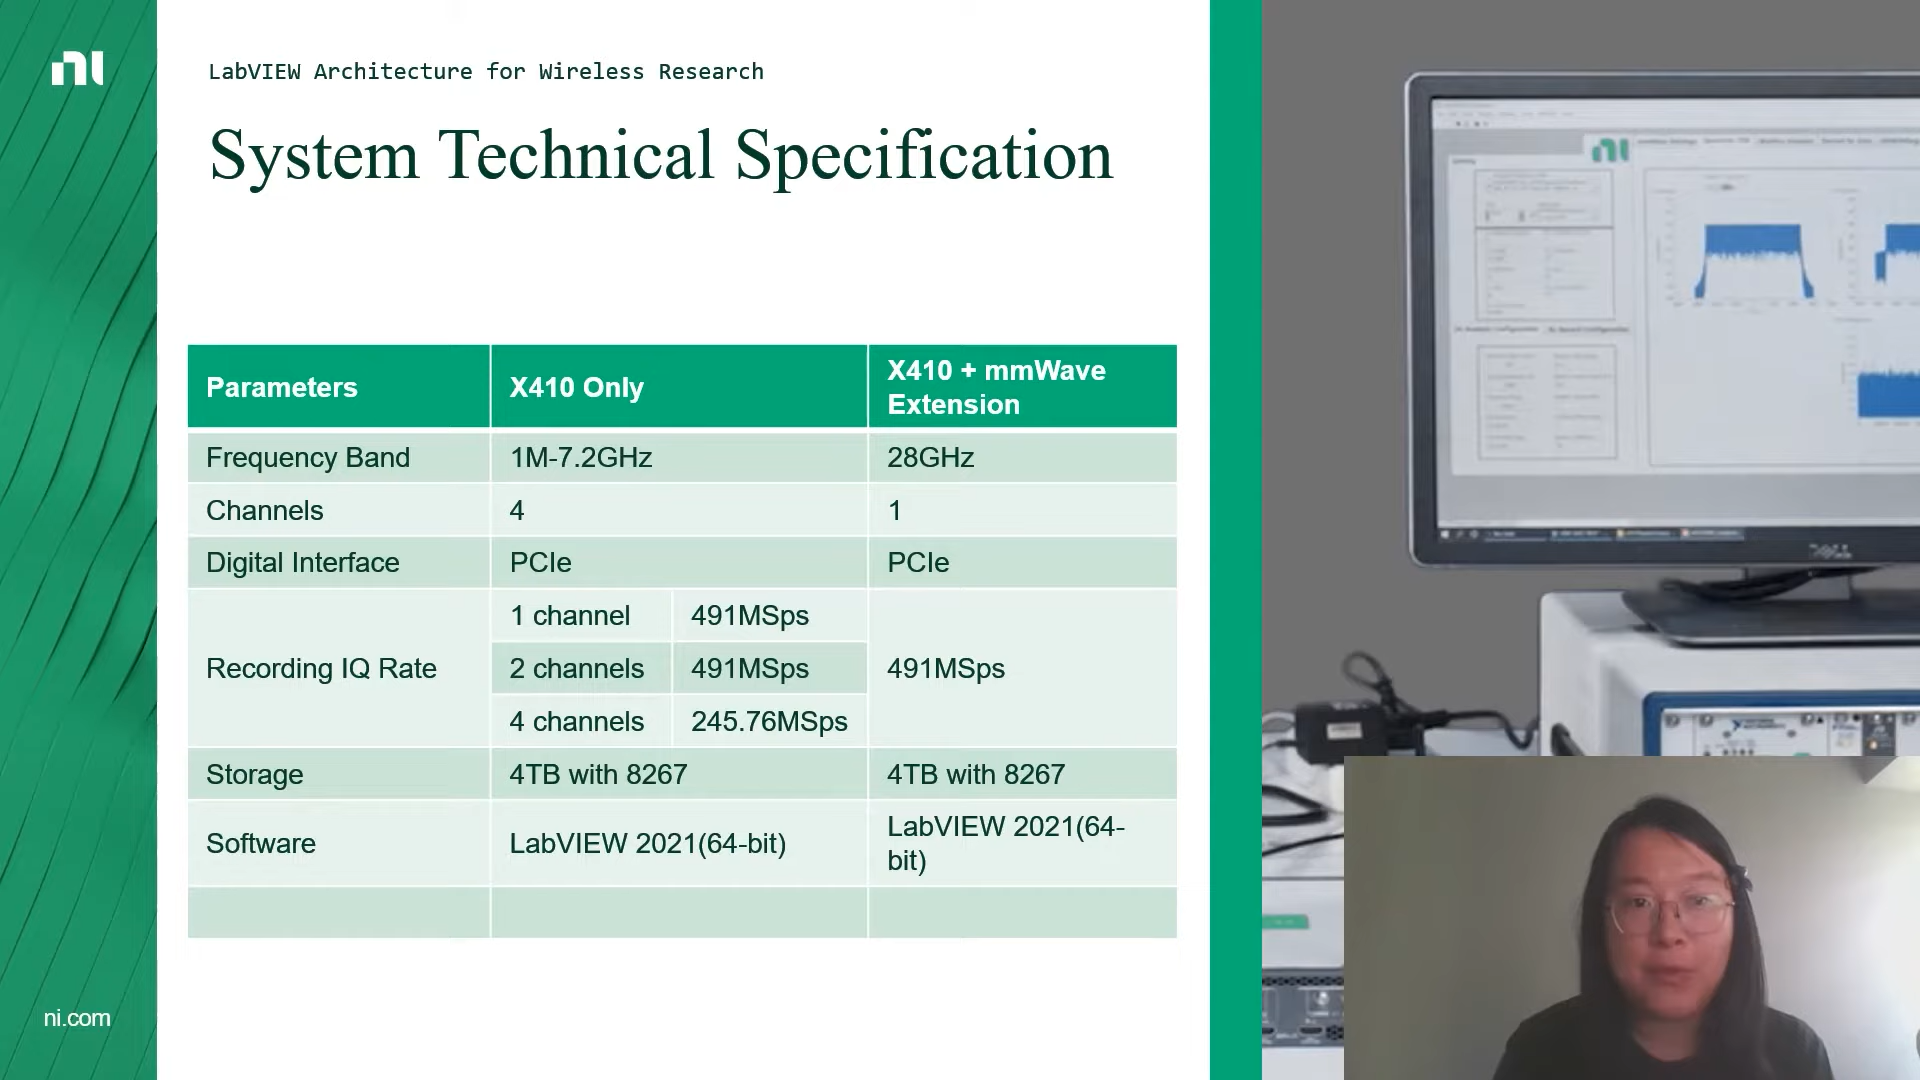 ni
LabVIEW Architecture for Wireless Research
System Technical Specification
Parameters
X410 Only
X410 + mmWave
Extension
Frequency Band
1M-7.2GHz
28GHz
Channels
4
1
Digital Interface
PCIe
PCIe
Recording IQ Rate
1 channel
491MSps
2 channels
491MSps
4 channels
245.76MSps
491MSps
Storage
4TB with 8267
4TB with 8267
Software
LabVIEW 2021(64-bit)
LabVIEW 2021(64-
bit)
ni.com
ni
DELL